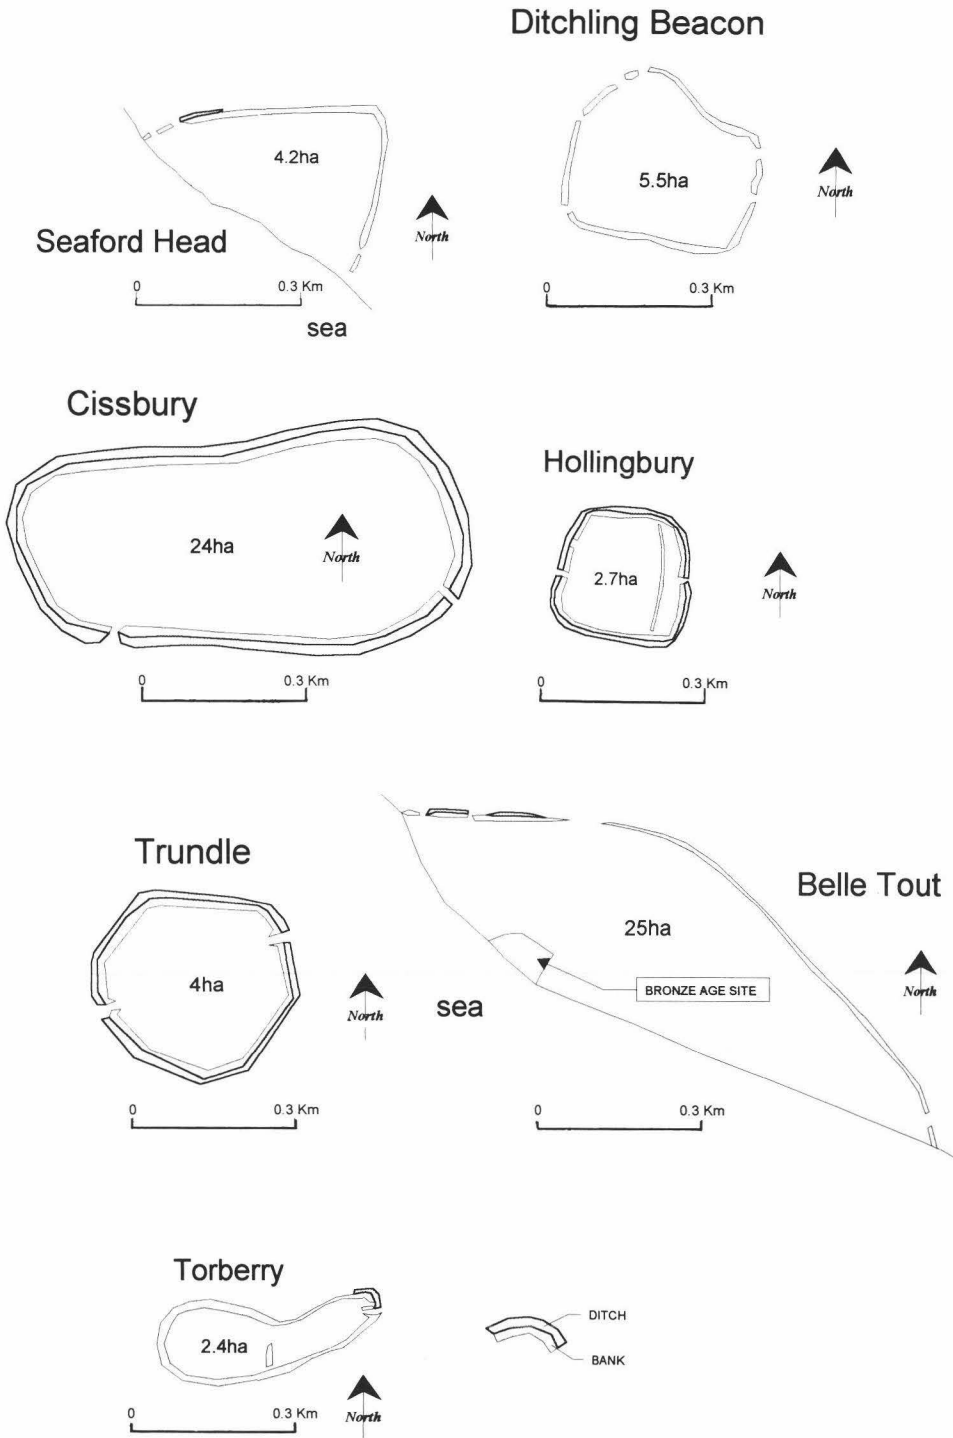 Ditchling Beacon
4.2ha
5.5ha
North
North
Seaford Head
0 0.3 Km
0 0.3 Km
sea
Cissbury
Hollingbury
24ha
North
2.7ha
North
0 0.3 Km
0 0.3 Km
Trundle
Belle Tout
25ha
4ha
North
BRONZE AGE SITE
North
sea
0 0.3 Km
0 0.3 Km
Torberry
DITCH
2.4ha
BANK
North
0 0.3 Km